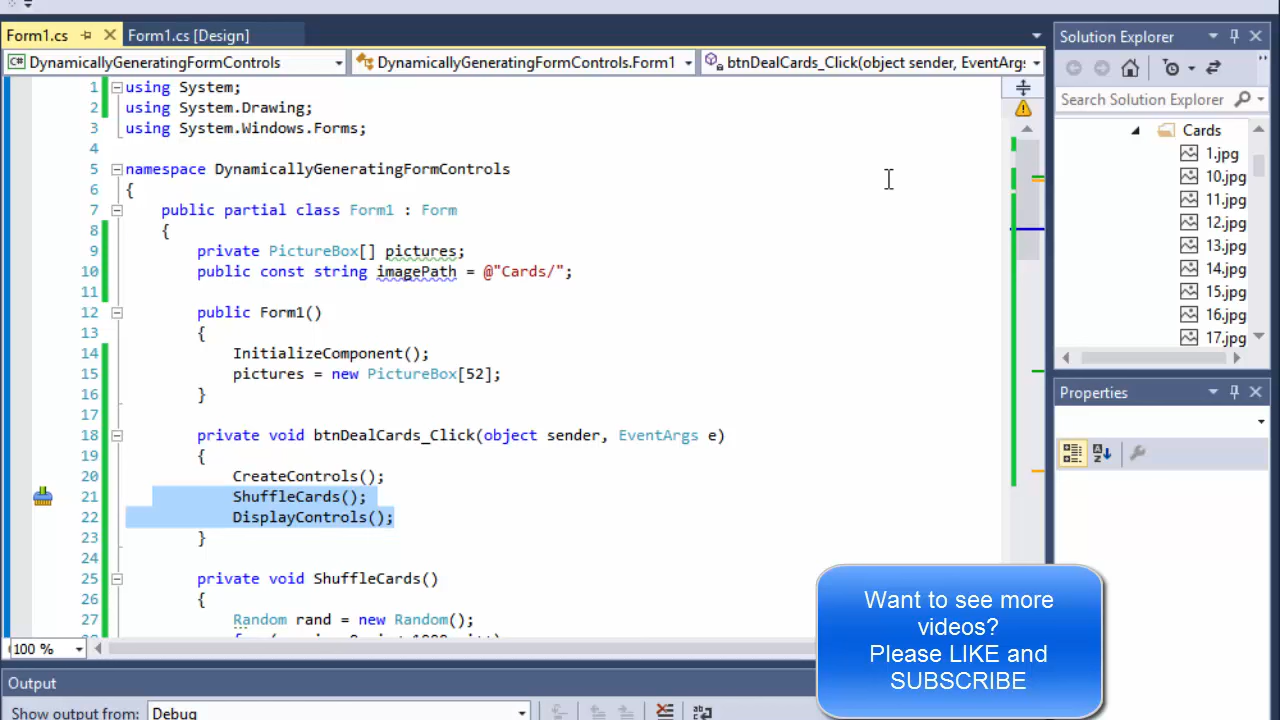 Form1.cs
Form1.cs [Design]
DynamicallyGeneratingFormControls
DynamicallyGeneratingFormControls.Form1
btnDealCards_Click(object sender, EventArgs
1 using System;
2 using System.Drawing;
3 using System.Windows.Forms;
4
5 namespace DynamicallyGeneratingFormControls
6 {
7 public partial class Form1 : Form
8 {
9 private PictureBox[] pictures;
10 public const string imagePath = @"Cards/";
11
12 public Form1()
13 {
14 InitializeComponent();
15 pictures = new PictureBox[52];
16 }
17
18 private void btnDealCards_Click(object sender, EventArgs e)
19 {
20 CreateControls();
21 ShuffleCards();
22 DisplayControls();
23 }
24
25 private void ShuffleCards()
26 {
27 Random rand = new Random();
100 %
Output
Show output from: Debug
Solution Explorer
Search Solution Explorer
Cards
1.jpg
10.jpg
11.jpg
12.jpg
13.jpg
14.jpg
15.jpg
16.jpg
17.jpg
Properties
Want to see more
videos?
Please LIKE and
SUBSCRIBE